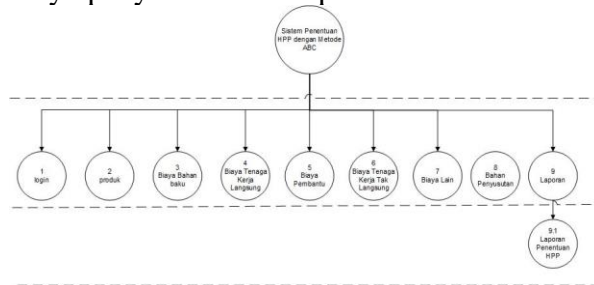 Sistem Penentuan
HPP dengan Metode
ABC
1
login
2
produk
3
Biaya Bahan
baku
4
Biaya Tenaga
Kerja
Langsung
5
Biaya
Pembantu
6
Biaya Tenaga
Kerja Tak
Langsung
7
Biaya Lain
8
Bahan
Penyusutan
9
Laporan
9.1
Laporan
Penentuan
HPP